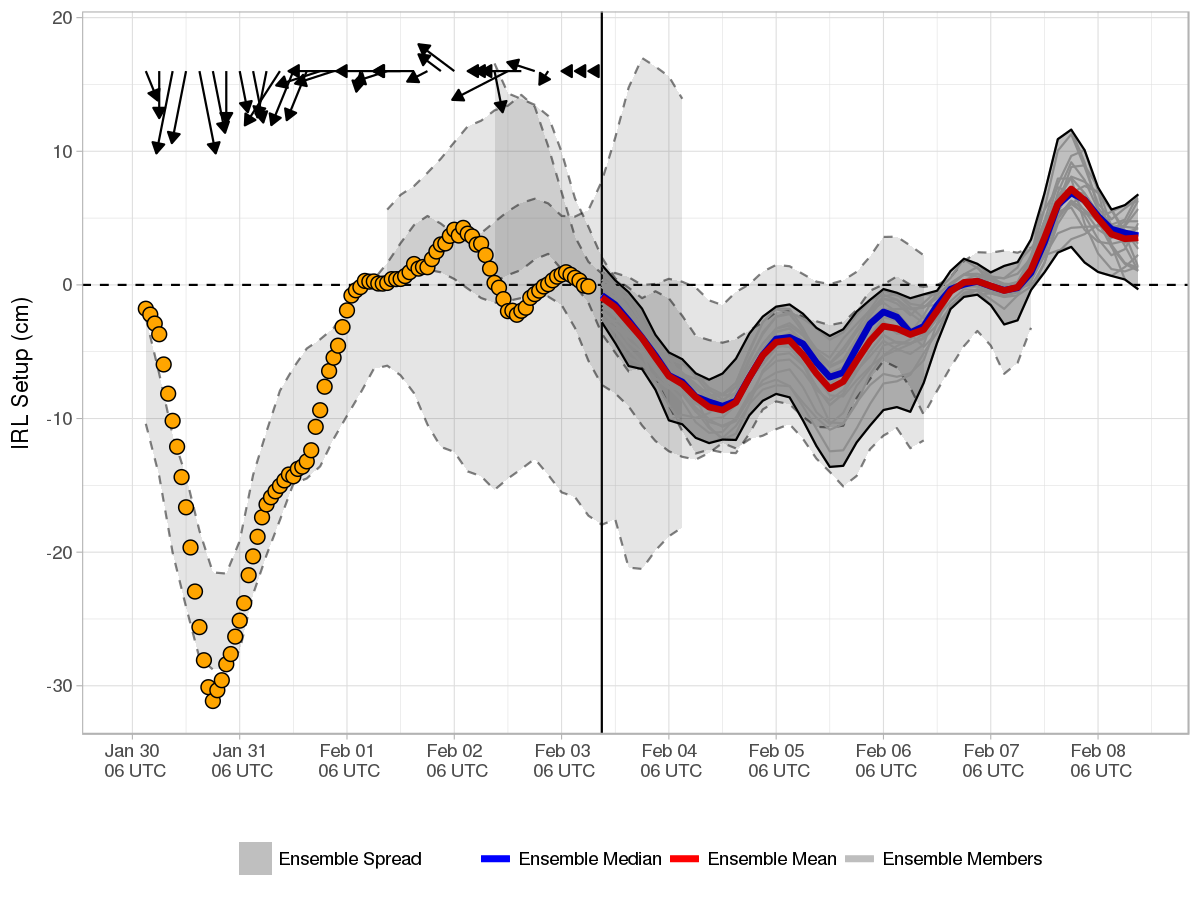 IRL Setup (cm)
20
10
0
-10
-20
-30
Jan 30 Jan 31 Feb 01 Feb 02 Feb 03 Feb 04 Feb 05 Feb 06 Feb 07 Feb 08
06 UTC 06 UTC 06 UTC 06 UTC 06 UTC 06 UTC 06 UTC 06 UTC 06 UTC 06 UTC
Ensemble Spread Ensemble Median Ensemble Mean Ensemble Members